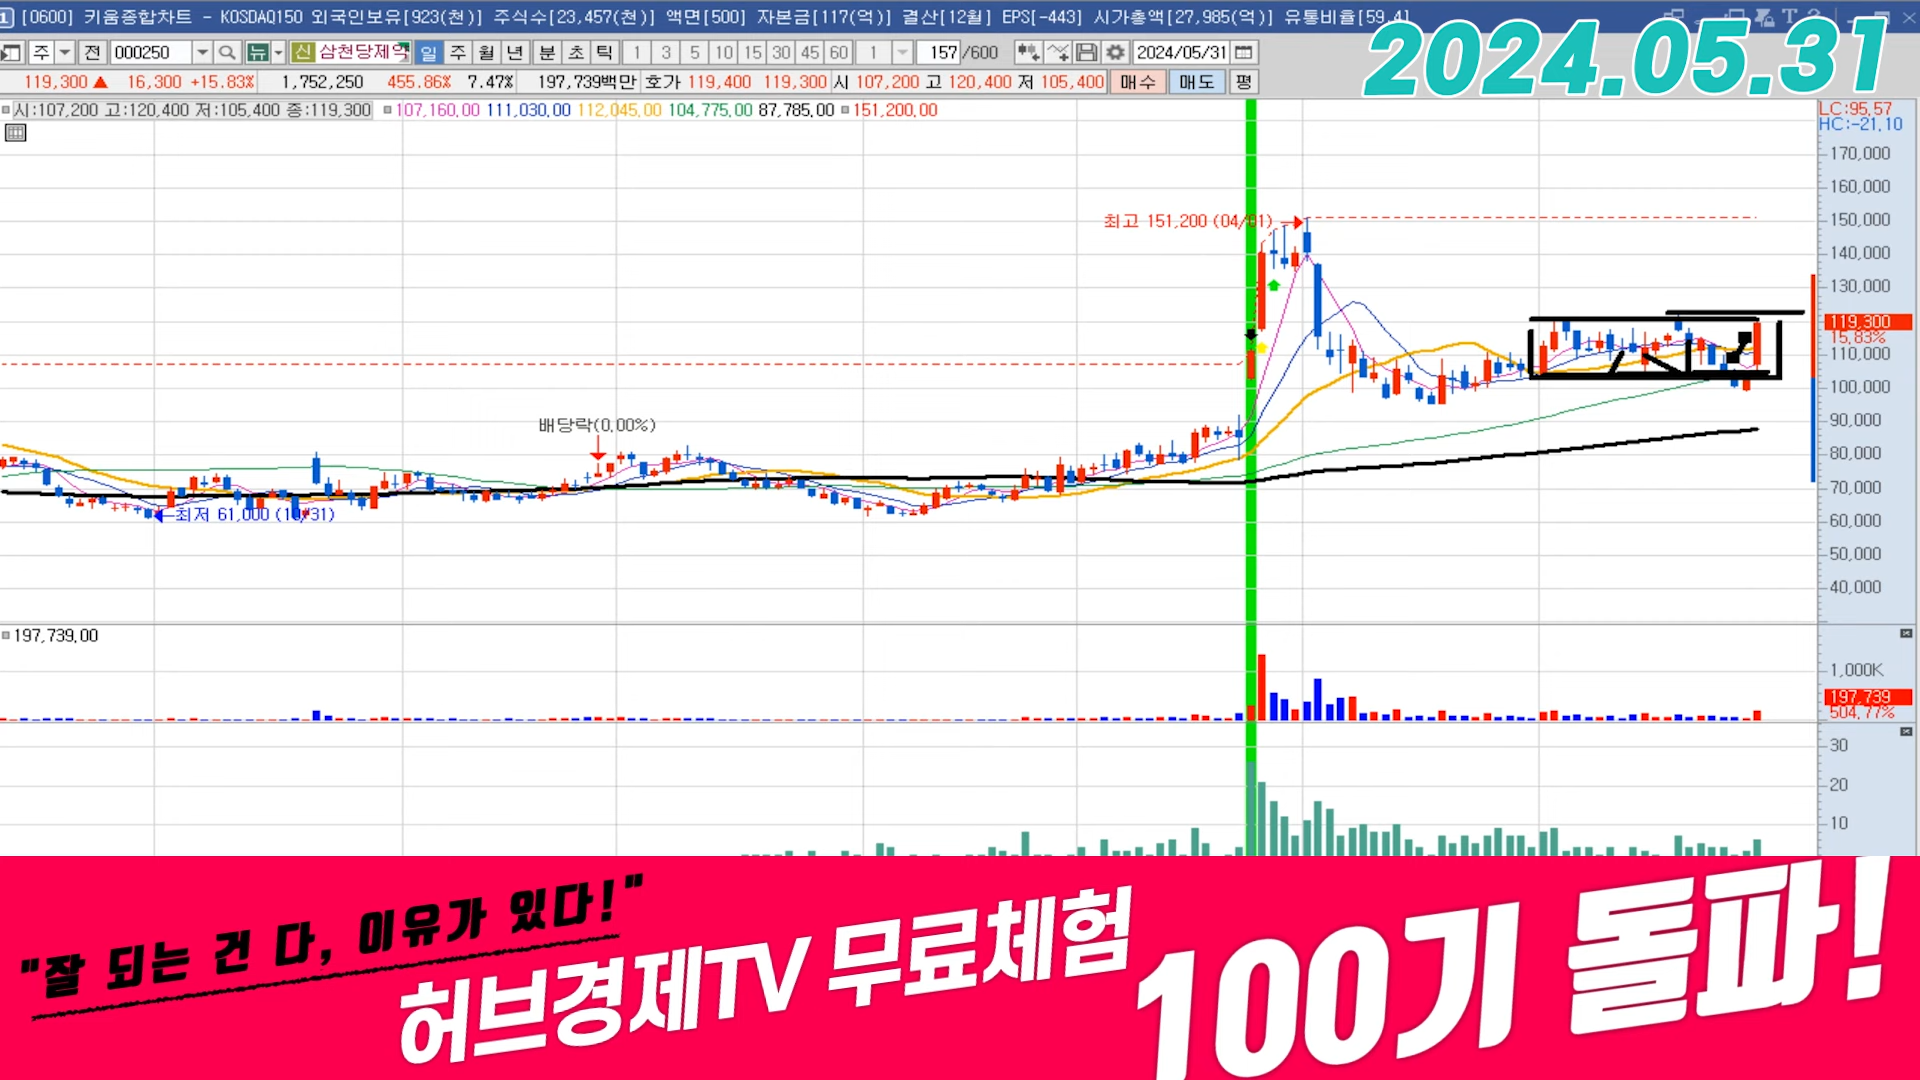 [0600] 키움종합차트 - KOSDAQ150 외국인보유[923(천)] 주식수[23,457(천)] 액면[500] 자본금[117(억)] 결산[12월] EPS[-443] 시가총액[27,985(억)] 유통비율[59.4]
2024.05.31
주 전 000250 뉴 신 삼천당제약 일 주 월 년 분 초 틱 1 3 5 10 15 30 45 60 1 157 /600 2024/05/31
119,300 ▲ 16,300 +15.83% 1,752,250 455.86% 7.47% 197,739백만 호가 119,400 119,300 시 107,200 고 120,400 저 105,400 매수 매도 평
시:107,200 고:120,400 저:105,400 종:119,300 107,160.00 111,030.00 112,045.00 104,775.00 87,785.00 151,200.00
LC:95.57
HC:-21.10
170,000
160,000
최고 151,200 (04/01)
150,000
140,000
130,000
119,300
15.83%
110,000
100,000
90,000
배당락(0.00%)
80,000
70,000
최저 61,000 (10/31)
60,000
50,000
40,000
197,739.00
1,000K
197,739
504.77%
30
20
10
"잘 되는 건 다, 이유가 있다!"
허브경제TV 무료체험
100기 돌파!